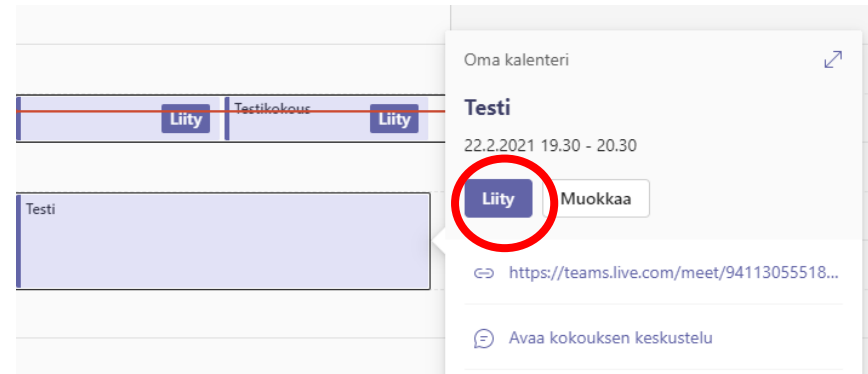 Liity
Testikokous
Liity
Testi
Oma kalenteri
Testi
22.2.2021 19.30 - 20.30
Liity
Muokkaa
https://teams.live.com/meet/94113055518...
Avaa kokouksen keskustelu